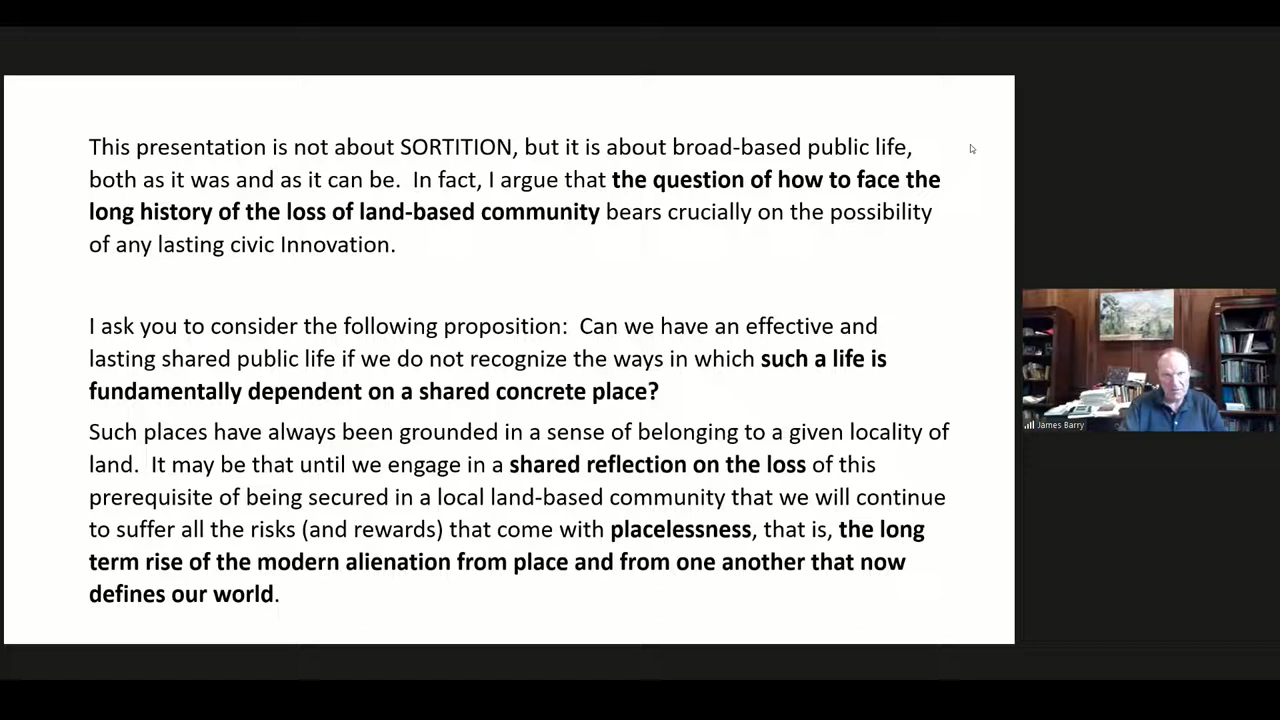 This presentation is not about SORTITION, but it is about broad-based public life,
both as it was and as it can be.  In fact, I argue that the question of how to face the
long history of the loss of land-based community bears crucially on the possibility
of any lasting civic Innovation.
I ask you to consider the following proposition:  Can we have an effective and
lasting shared public life if we do not recognize the ways in which such a life is
fundamentally dependent on a shared concrete place?
Such places have always been grounded in a sense of belonging to a given locality of
land.  It may be that until we engage in a shared reflection on the loss of this
prerequisite of being secured in a local land-based community that we will continue
to suffer all the risks (and rewards) that come with placelessness, that is, the long
term rise of the modern alienation from place and from one another that now
defines our world.
James Barry